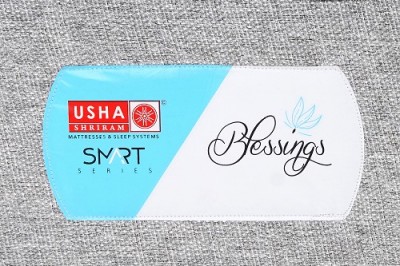 USHA
SHRIRAM
MATTRESSES & SLEEP SYSTEMS
SMART
SERIES
Blessings